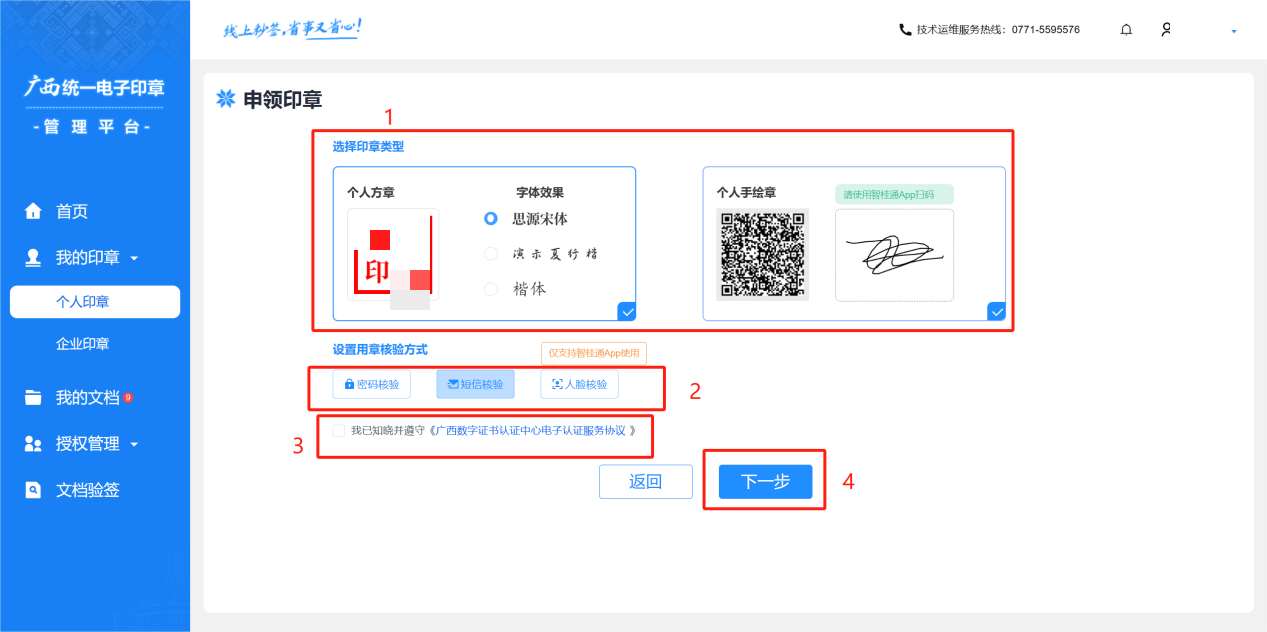 线上秒签,省事又省心!
技术运维服务热线：0771-5595576
广西统一电子印章
-管理平台-
首页
我的印章
个人印章
企业印章
我的文档 9
授权管理
文档验签
申领印章
1
选择印章类型
个人方章
字体效果
印
思源宋体
演示夏行楷
楷体
个人手绘章
请使用智桂通App扫码
设置用章核验方式
仅支持智桂通App使用
密码核验
短信核验
人脸核验
2
3
我已知晓并遵守《广西数字证书认证中心电子认证服务协议 》
返回
下一步
4